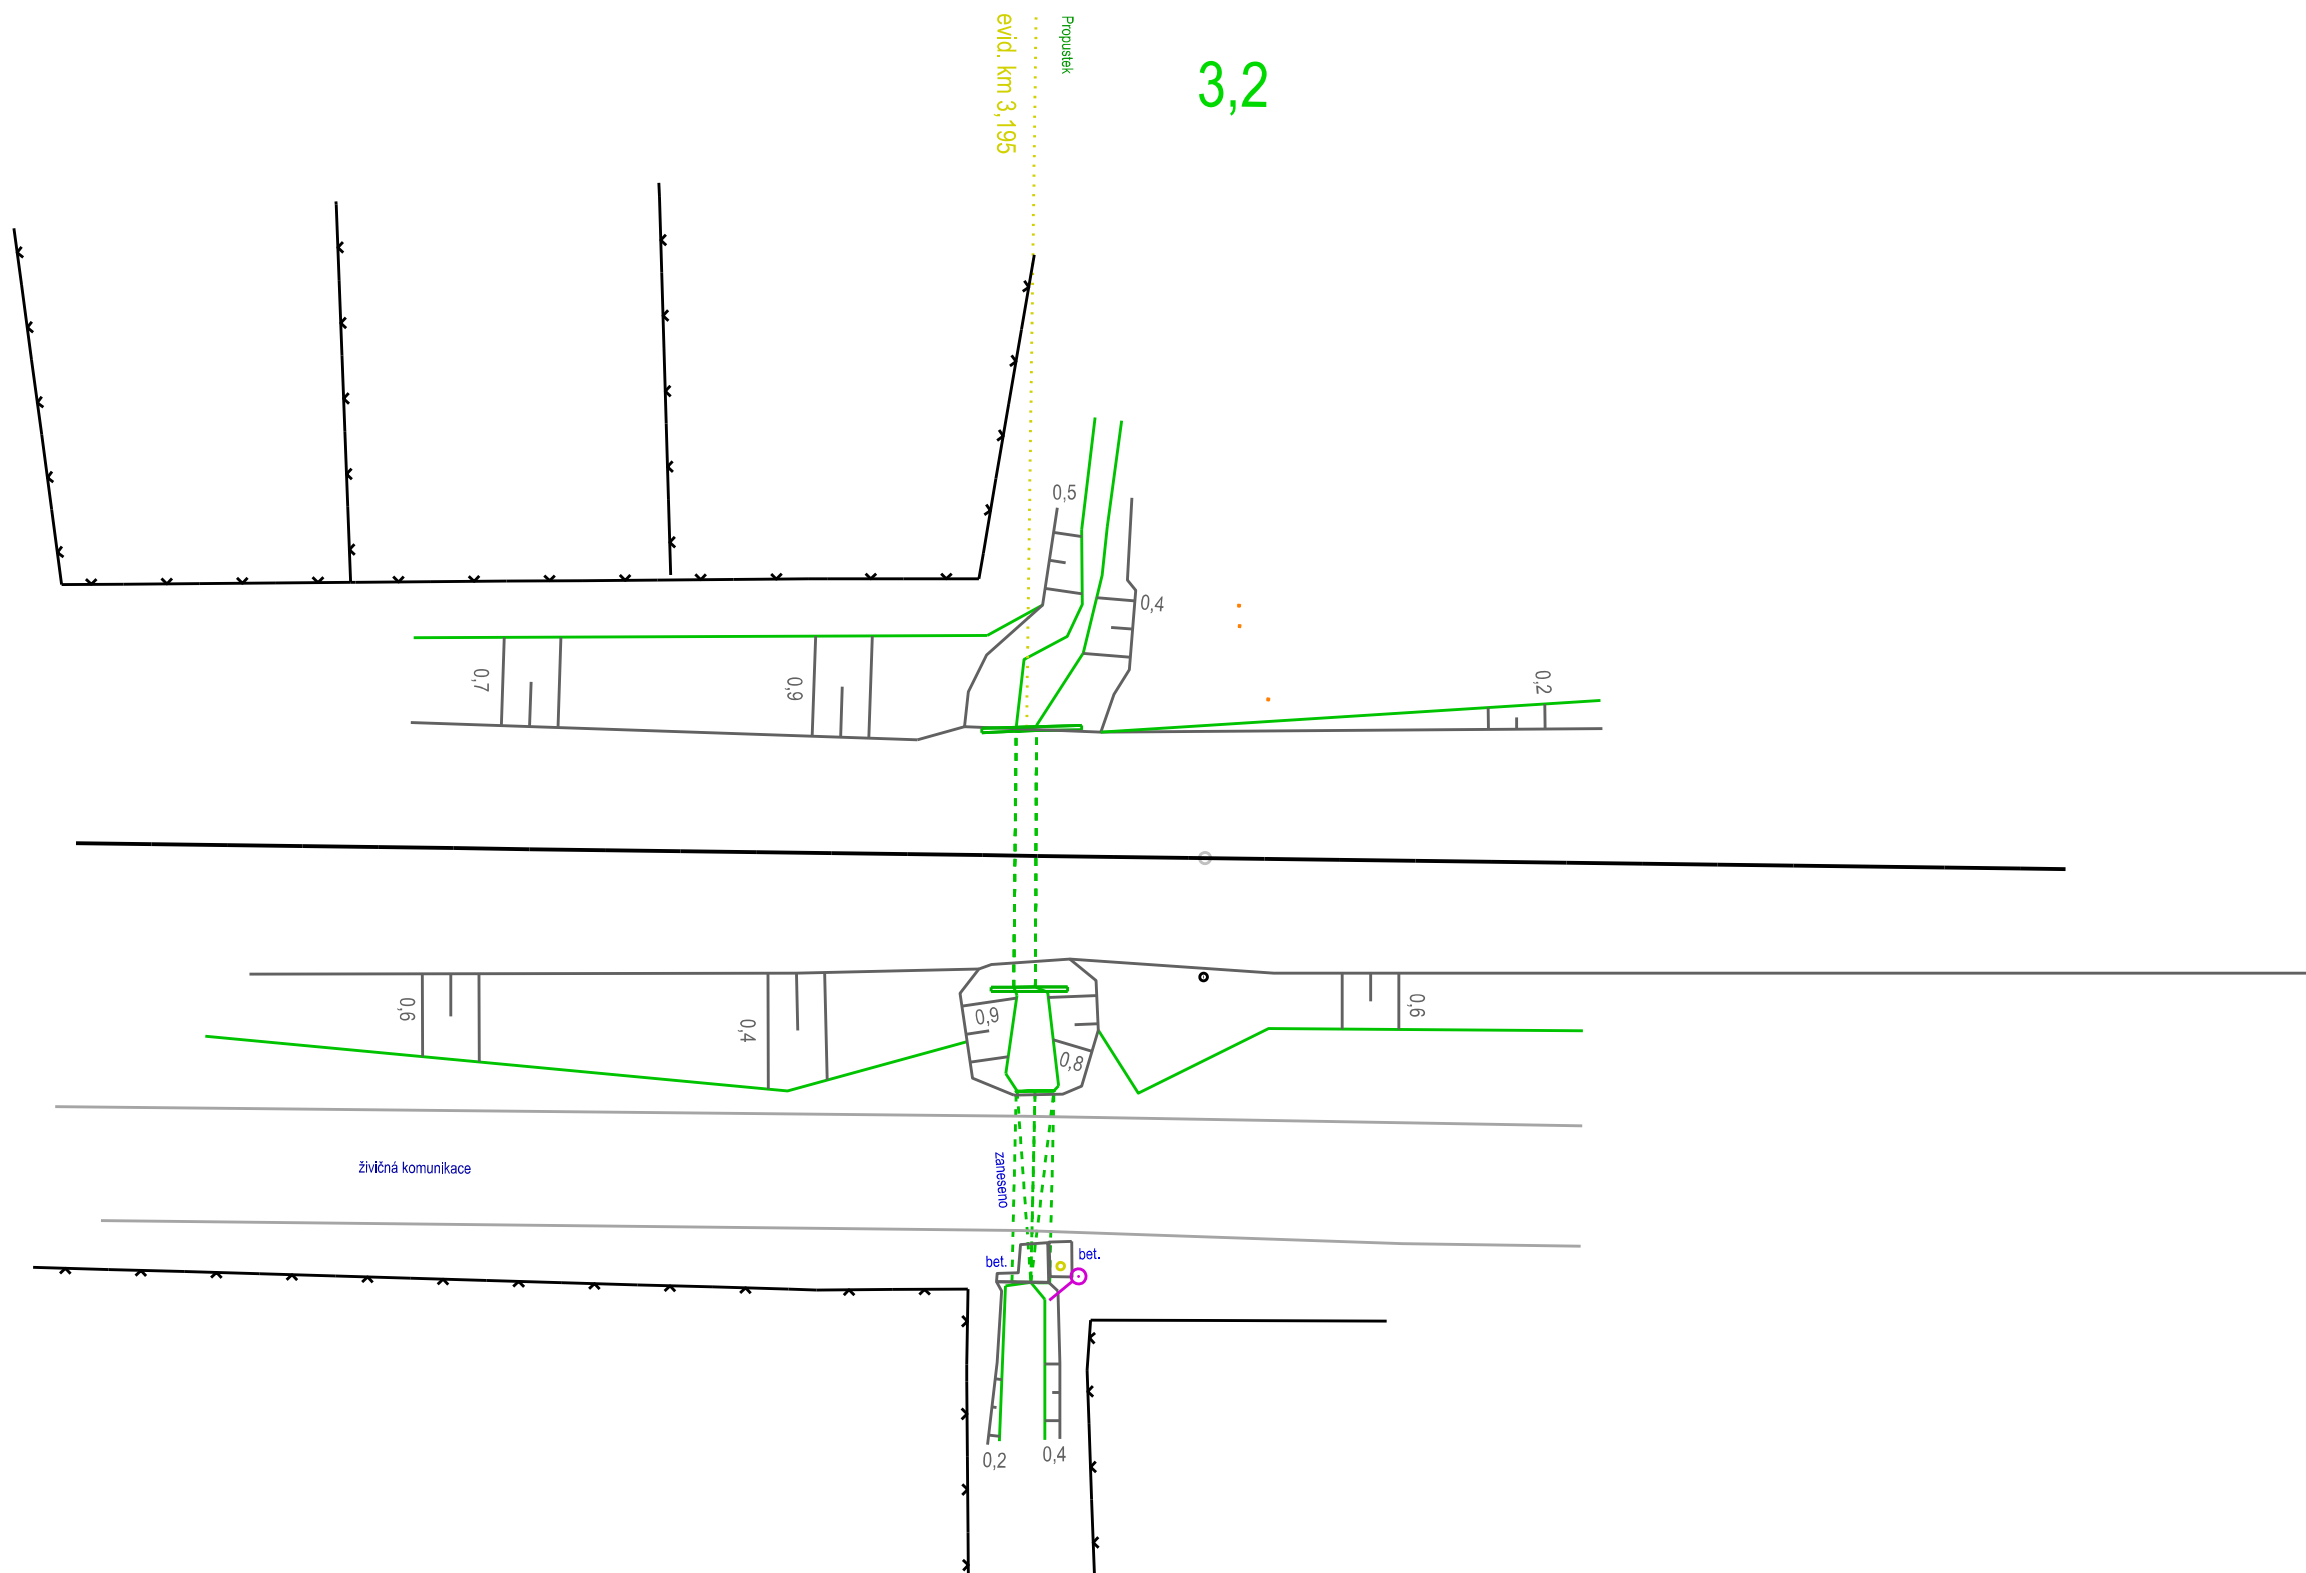 evid. km 3,195
Propustek
3,2
0,5
0,4
0,7
0,9
0,2
0,6
0,4
0,9
0,8
0,6
živičná komunikace
zaneseno
bet.
bet.
0,2
0,4